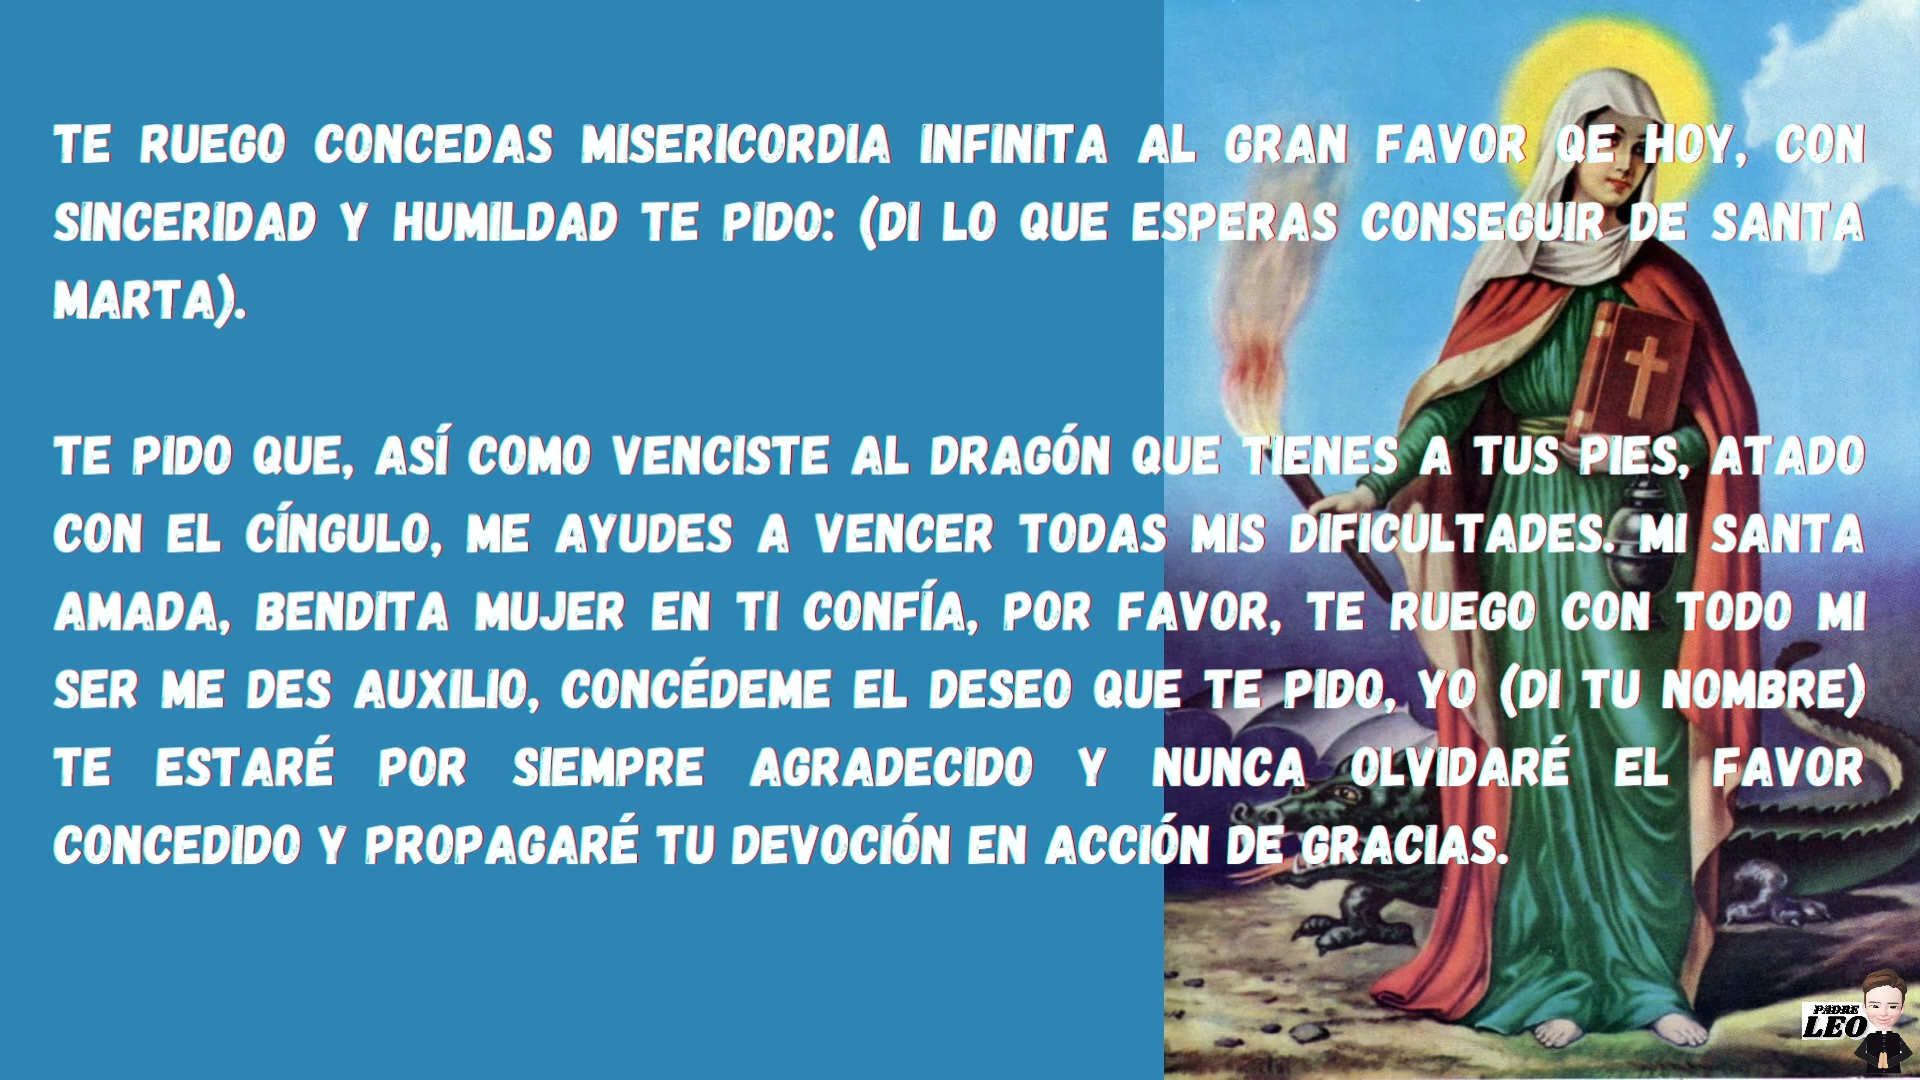 TE RUEGO CONCEDAS MISERICORDIA INFINITA AL GRAN FAVOR QE HOY, CON
SINCERIDAD Y HUMILDAD TE PIDO: (DI LO QUE ESPERAS CONSEGUIR DE SANTA
MARTA).
TE PIDO QUE, ASÍ COMO VENCISTE AL DRAGÓN QUE TIENES A TUS PIES, ATADO
CON EL CÍNGULO, ME AYUDES A VENCER TODAS MIS DIFICULTADES. MI SANTA
AMADA, BENDITA MUJER EN TI CONFÍA, POR FAVOR, TE RUEGO CON TODO MI
SER ME DES AUXILIO, CONCÉDEME EL DESEO QUE TE PIDO, YO (DI TU NOMBRE)
TE ESTARÉ POR SIEMPRE AGRADECIDO Y NUNCA OLVIDARÉ EL FAVOR
CONCEDIDO Y PROPAGARÉ TU DEVOCIÓN EN ACCIÓN DE GRACIAS.
PADRE
LEO